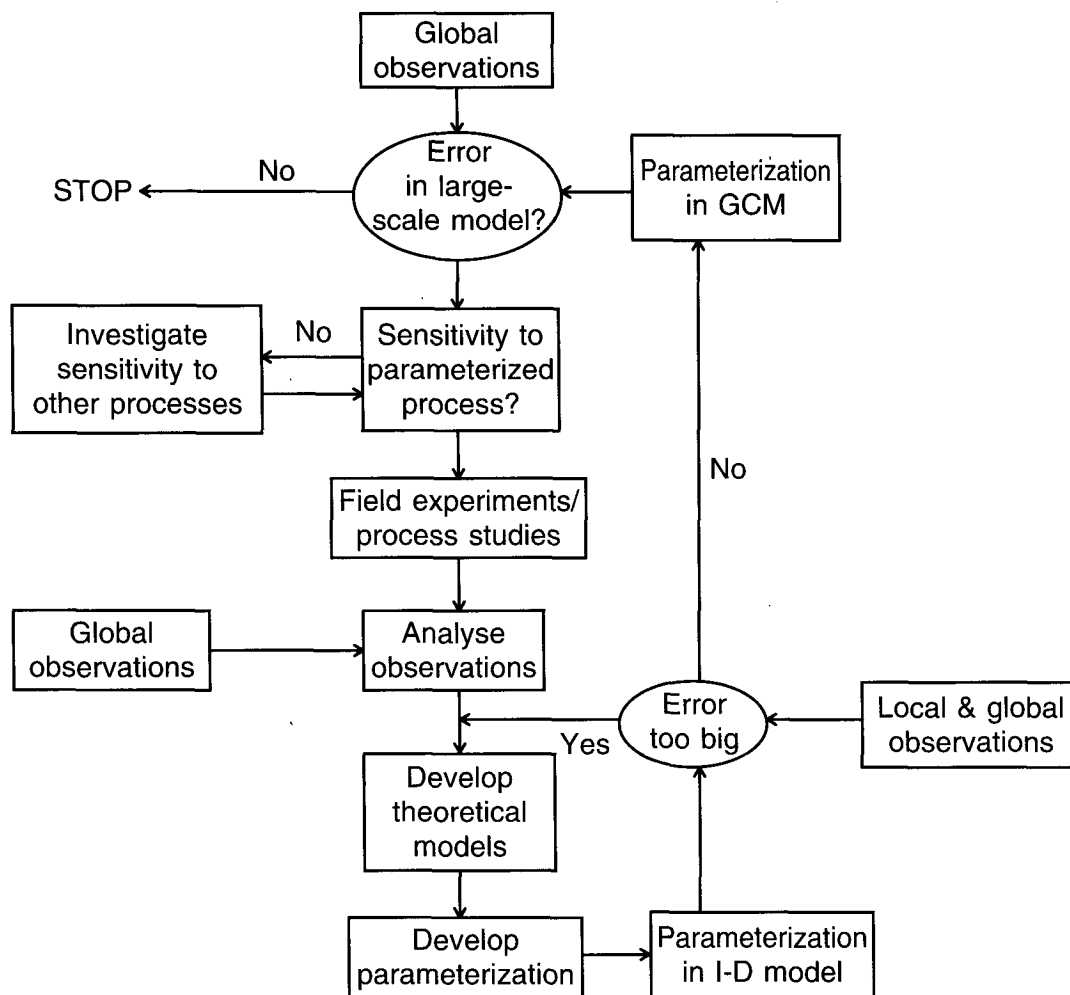 Global
observations
Error
in large-
scale model?
No
STOP
Parameterization
in GCM
Investigate
sensitivity to
other processes
No
Sensitivity to
parameterized
process?
No
Field experiments/
process studies
Global
observations
Analyse
observations
Error
too big
Yes
Local & global
observations
Develop
theoretical
models
Develop
parameterization
Parameterization
in I-D model